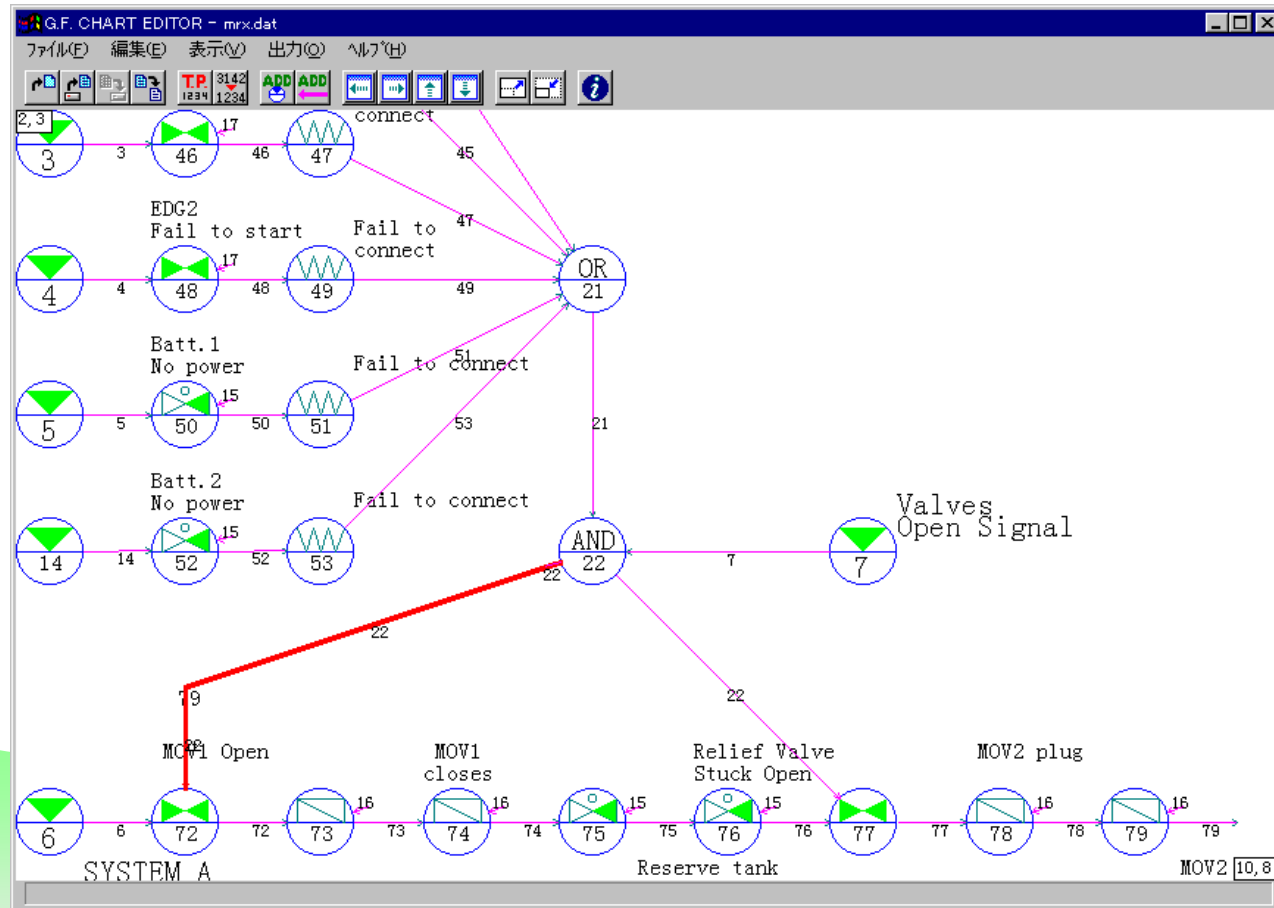 G.F. CHART EDITOR - mrx.dat
ファイル(F) 編集(E) 表示(V) 出力(O) ヘルプ(H)
T.P. 1234 3142 1234 ADD ADD
2, 3
connect
17
3 3 46 46 47 45
47
EDG2
Fail to start
Fail to
connect
17
OR
4 4 48 48 49 49 21
Batt.1
No power
Fail to connect
51
15
5 5 50 50 51 53 21
Batt.2
No power
Fail to connect
Valves
Open Signal
15
AND
14 14 52 52 53 22 7 7
22
22
79
22
22
MOV1 Open
MOV1
closes
Relief Valve
Stuck Open
MOV2 plug
16 16 15 15 16 16
6 6 72 72 73 73 74 74 75 75 76 76 77 77 78 78 79 79
SYSTEM A
Reserve tank
MOV2
10, 8